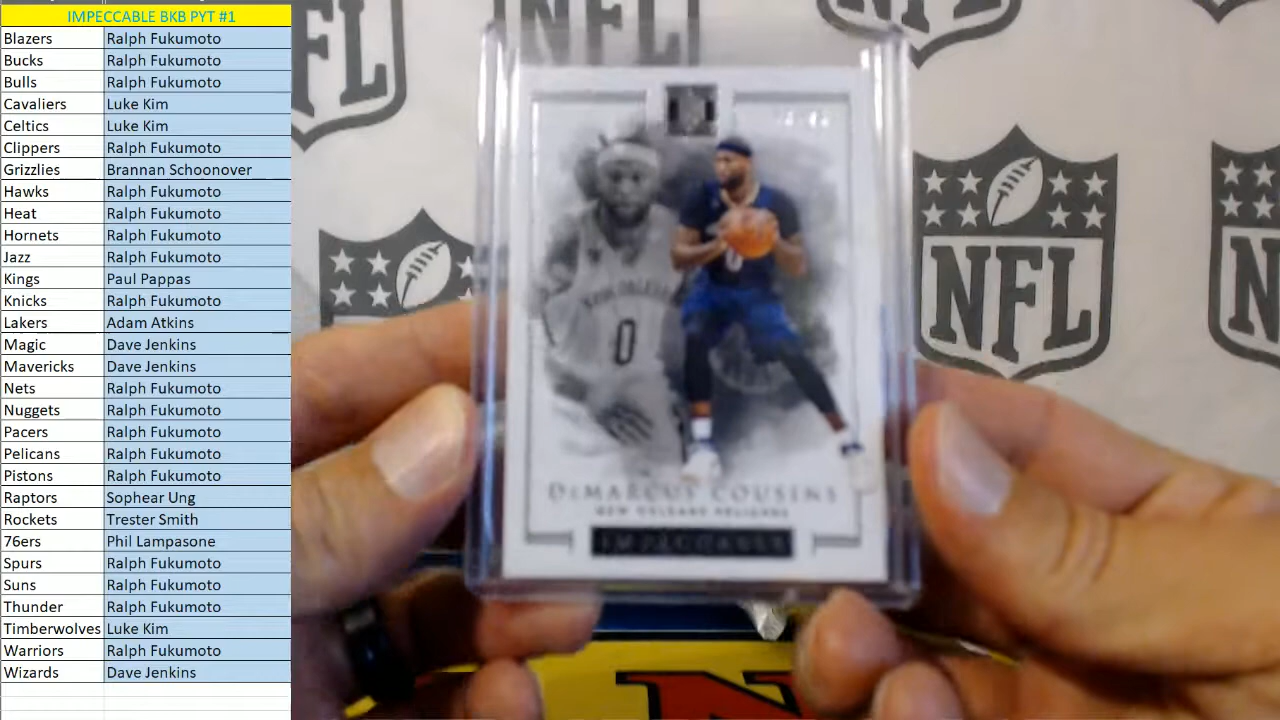 IMPECCABLE BKB PYT #1
Blazers Ralph Fukumoto
Bucks Ralph Fukumoto
Bulls Ralph Fukumoto
Cavaliers Luke Kim
Celtics Luke Kim
Clippers Ralph Fukumoto
Grizzlies Brannan Schoonover
Hawks Ralph Fukumoto
Heat Ralph Fukumoto
Hornets Ralph Fukumoto
Jazz Ralph Fukumoto
Kings Paul Pappas
Knicks Ralph Fukumoto
Lakers Adam Atkins
Magic Dave Jenkins
Mavericks Dave Jenkins
Nets Ralph Fukumoto
Nuggets Ralph Fukumoto
Pacers Ralph Fukumoto
Pelicans Ralph Fukumoto
Pistons Ralph Fukumoto
Raptors Sophear Ung
Rockets Trester Smith
76ers Phil Lampasone
Spurs Ralph Fukumoto
Suns Ralph Fukumoto
Thunder Ralph Fukumoto
Timberwolves Luke Kim
Warriors Ralph Fukumoto
Wizards Dave Jenkins
NFL
NFL
NFL
NEW ORLEANS
0
DeMARCUS COUSINS
NEW ORLEANS PELICANS
IMPECCABLE